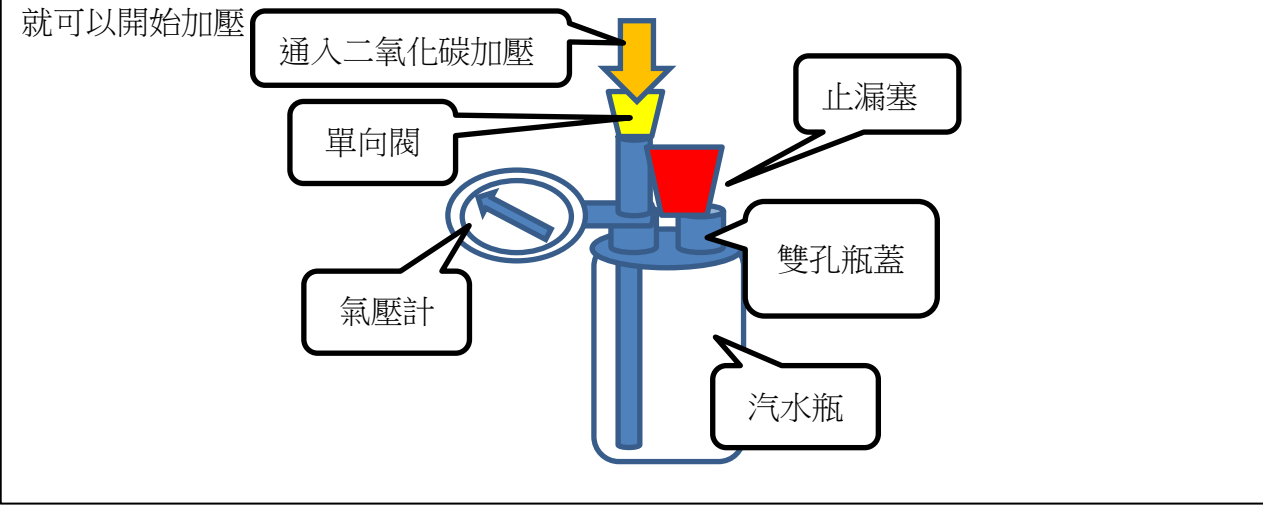 就可以開始加壓
通入二氧化碳加壓
止漏塞
單向閥
雙孔瓶蓋
氣壓計
汽水瓶